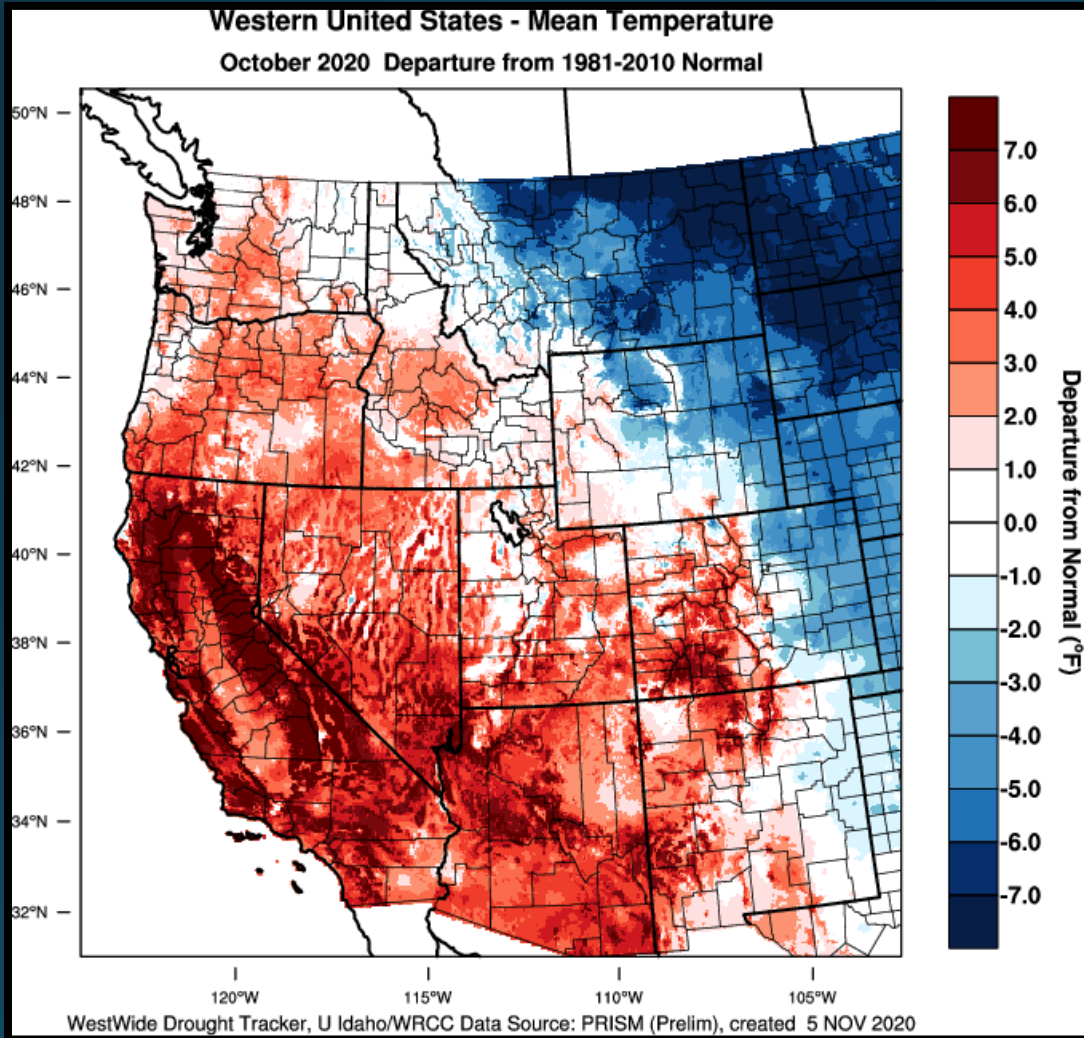 Western United States - Mean Temperature
October 2020  Departure from 1981-2010 Normal
50°N
48°N
46°N
44°N
42°N
40°N
38°N
36°N
34°N
32°N
120°W
115°W
110°W
105°W
7.0
6.0
5.0
4.0
3.0
2.0
1.0
0.0
-1.0
-2.0
-3.0
-4.0
-5.0
-6.0
-7.0
Departure from Normal (°F)
WestWide Drought Tracker, U Idaho/WRCC Data Source: PRISM (Prelim), created  5 NOV 2020